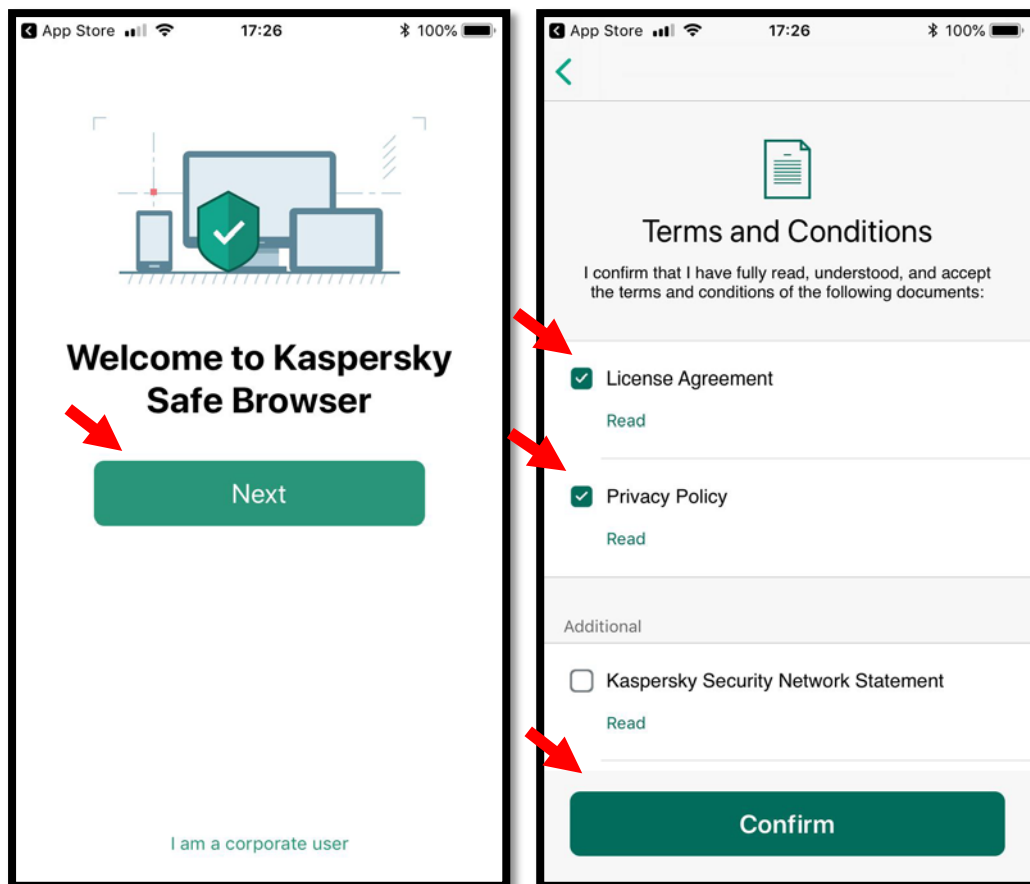 App Store 17:26 100%
Welcome to Kaspersky
Safe Browser
Next
I am a corporate user
App Store 17:26 100%
Terms and Conditions
I confirm that I have fully read, understood, and accept
the terms and conditions of the following documents:
License Agreement
Read
Privacy Policy
Read
Additional
Kaspersky Security Network Statement
Read
Confirm